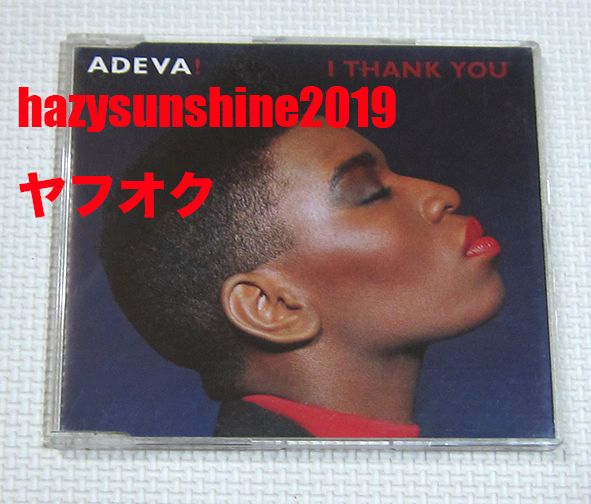 ADEVA!
I THANK YOU
hazysunshine2019
ヤフオク